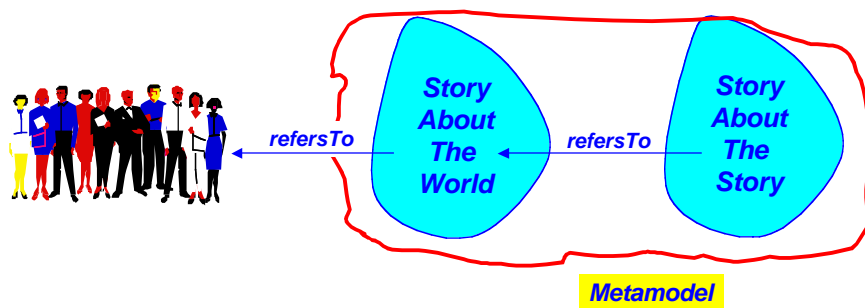 Story
About
The
World
refersTo
refersTo
Story
About
The
Story
Metamodel